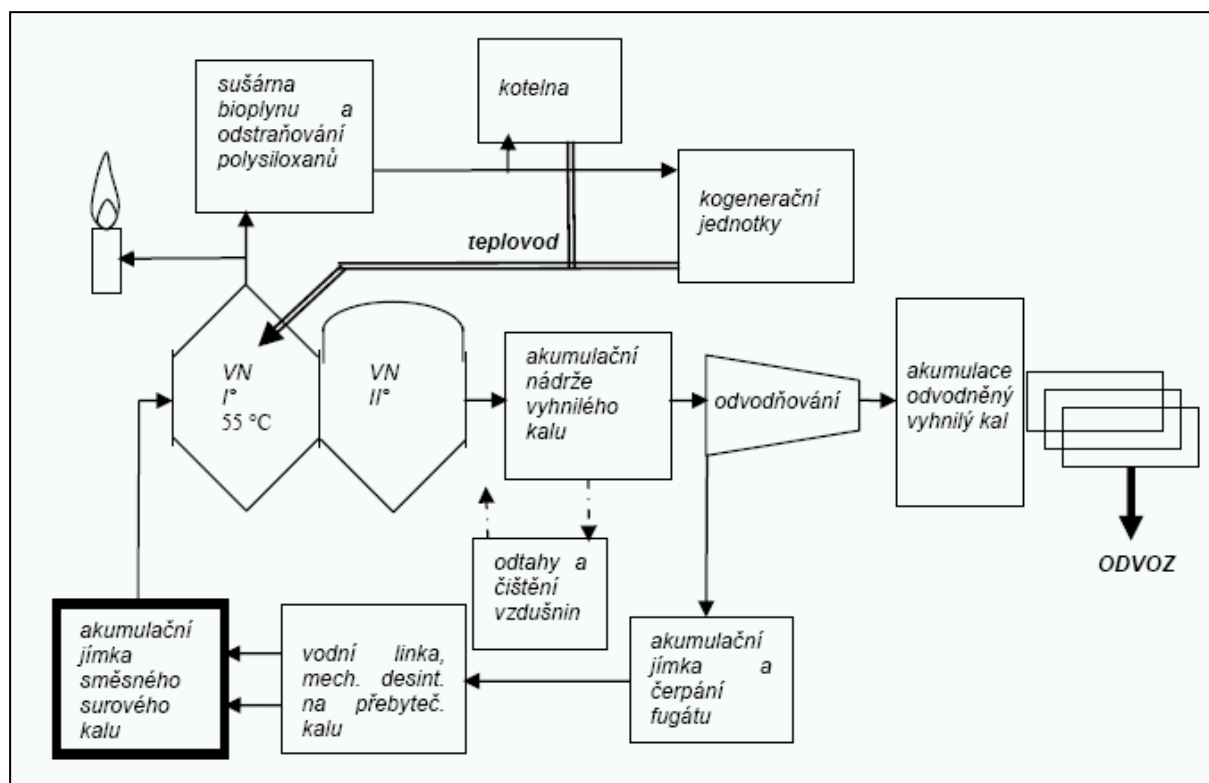 sušárna
bioplynu a
odstraňování
polysiloxanů
kotelna
kogenerační
jednotky
teplovod
VN
I°
55 °C
VN
II°
akumulační
nádrže
vyhnilého
kalu
odvodňování
akumulace
odvodněný
vyhnilý kal
odtahy a
čištění
vzdušnin
ODVOZ
akumulační
jímka
směsného
surového
kalu
vodní linka,
mech. desint.
na přebyteč.
kalu
akumulační
jímka a
čerpání
fugátu